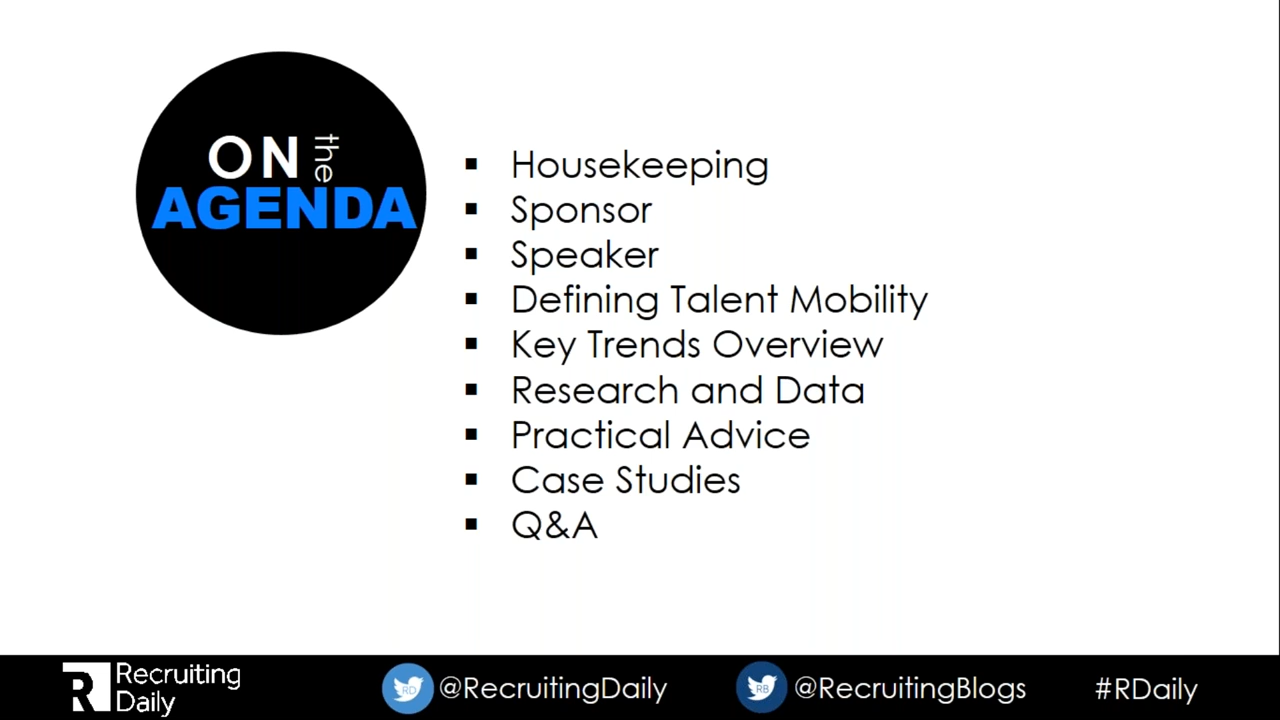 ON the
AGENDA
▪ Housekeeping
▪ Sponsor
▪ Speaker
▪ Defining Talent Mobility
▪ Key Trends Overview
▪ Research and Data
▪ Practical Advice
▪ Case Studies
▪ Q&A
R Recruiting
Daily
RD @RecruitingDaily
RB @RecruitingBlogs
#RDaily